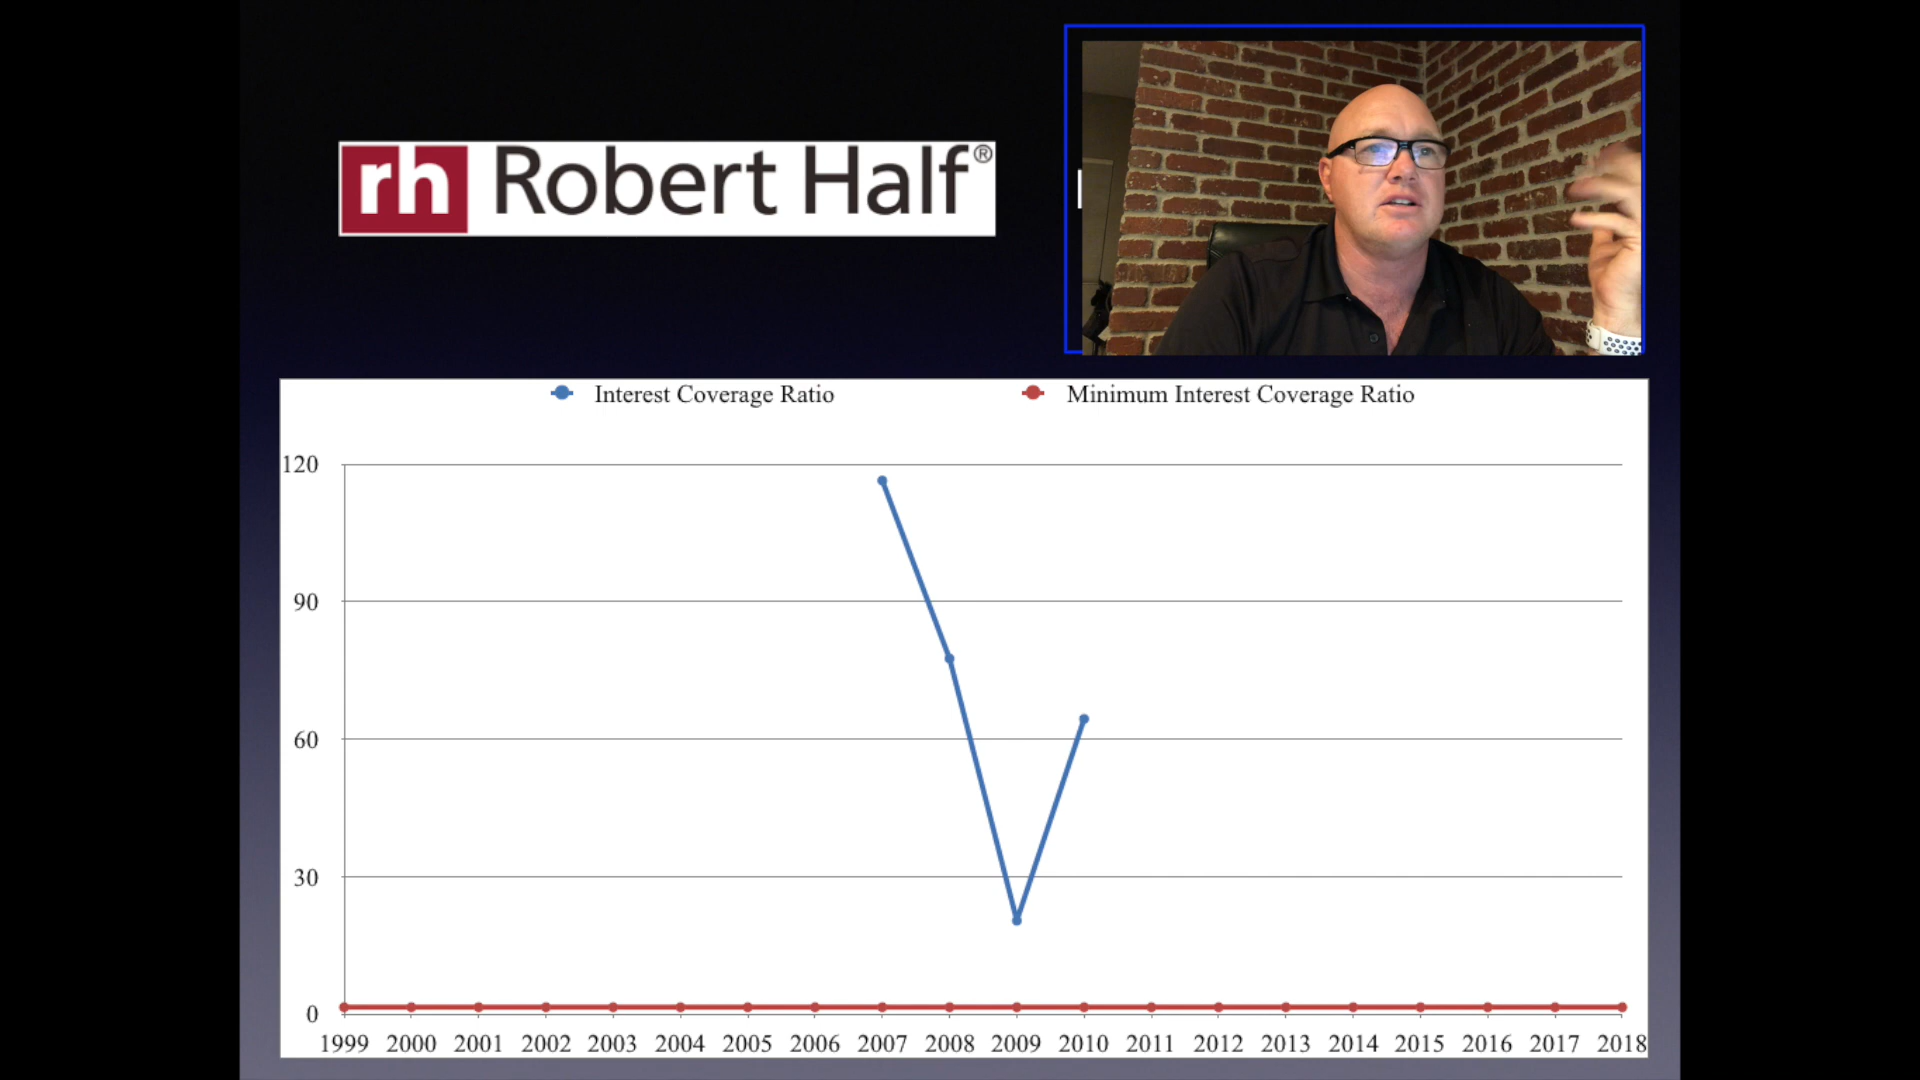 rh Robert Half®
Interest Coverage Ratio Minimum Interest Coverage Ratio
120
90
60
30
0
1999 2000 2001 2002 2003 2004 2005 2006 2007 2008 2009 2010 2011 2012 2013 2014 2015 2016 2017 2018